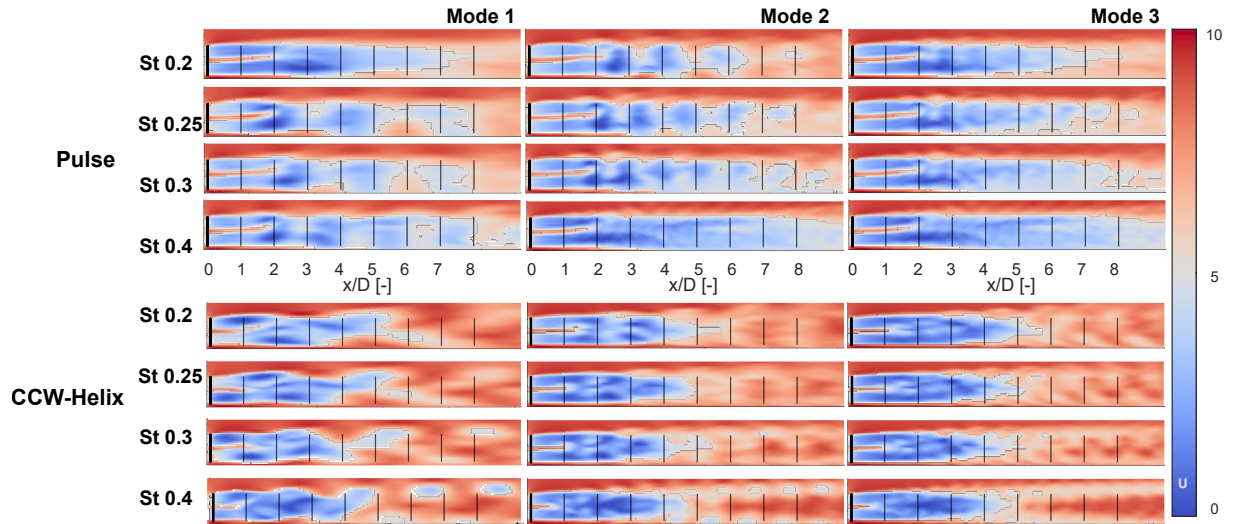 Mode 1 Mode 2 Mode 3
10
St 0.2
St 0.25
Pulse
St 0.3
St 0.4
0 1 2 3 4 5 6 7 8 0 1 2 3 4 5 6 7 8 0 1 2 3 4 5 6 7 8
x/D [-] x/D [-] x/D [-]
5
St 0.2
St 0.25
CCW-Helix
St 0.3
St 0.4
U
0